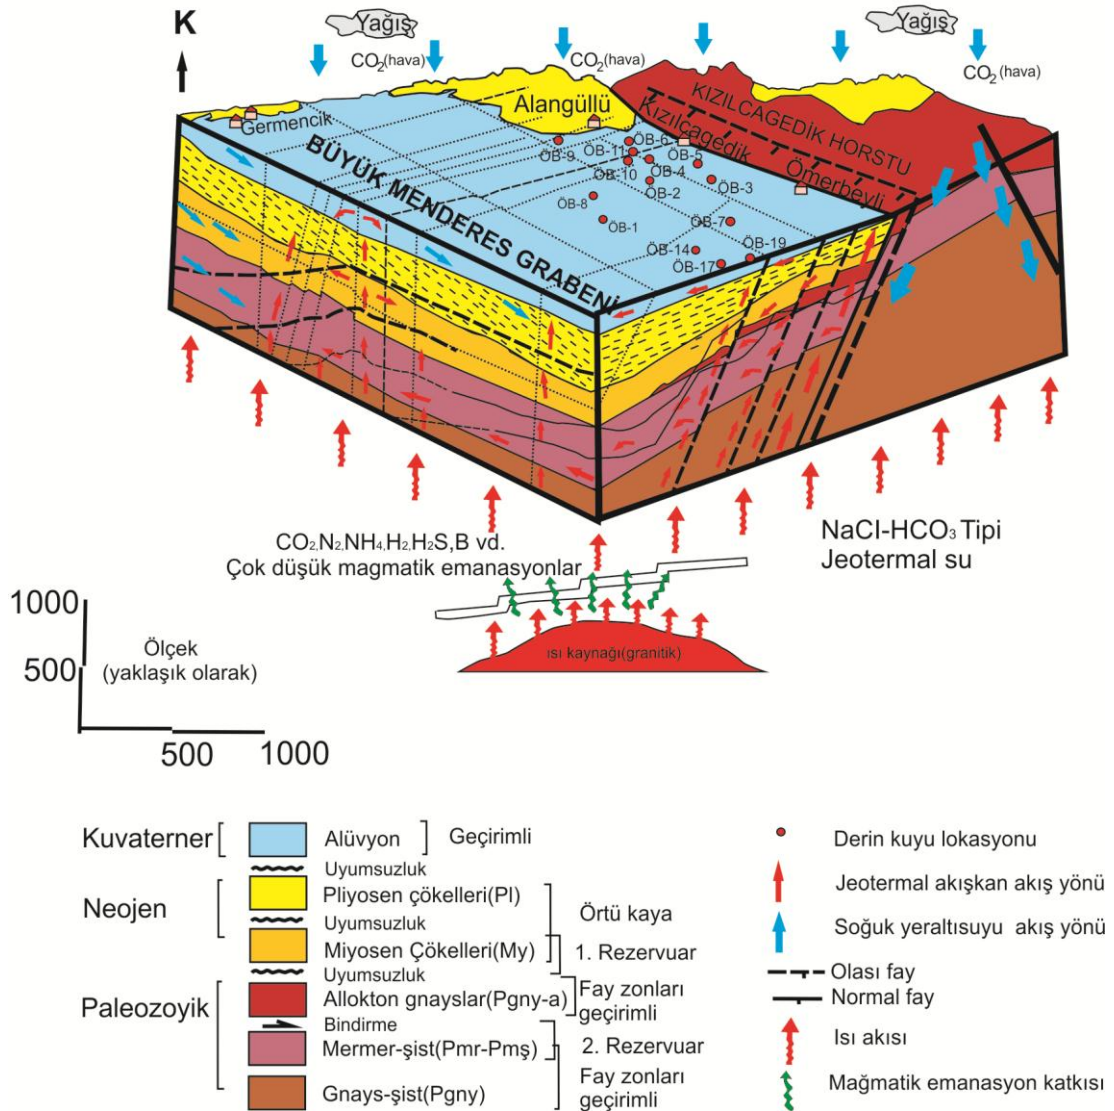 K
Yağış
Yağış
CO2(hava)
CO2(hava)
CO2(hava)
Germencik
Alangüllü
KIZILCAGEDİK HORSTU
Kızılcagedik
Ömerbeyli
BÜYÜK MENDERES GRABENİ
ÖB-9
ÖB-11
ÖB-6
ÖB-5
ÖB-10
ÖB-4
ÖB-2
ÖB-3
ÖB-8
ÖB-1
ÖB-7
ÖB-14
ÖB-19
ÖB-17
CO2,N2,NH4,H2,H2S,B vd.
Çok düşük magmatik emanasyonlar
NaCl-HCO3 Tipi
Jeotermal su
ısı kaynağı(granitik)
1000
500
Ölçek
(yaklaşık olarak)
500 1000
Kuvaterner
Alüvyon
Geçirimli
Uyumsuzluk
Neojen
Pliyosen çökelleri(Pl)
Uyumsuzluk
Örtü kaya
Miyosen Çökelleri(My)
1. Rezervuar
Uyumsuzluk
Paleozoyik
Allokton gnayslar(Pgny-a)
Fay zonları
geçirimli
Bindirme
Mermer-şist(Pmr-Pmş)
2. Rezervuar
Gnays-şist(Pgny)
Fay zonları
geçirimli
Derin kuyu lokasyonu
Jeotermal akışkan akış yönü
Soğuk yeraltısuyu akış yönü
Olası fay
Normal fay
Isı akısı
Mağmatik emanasyon katkısı